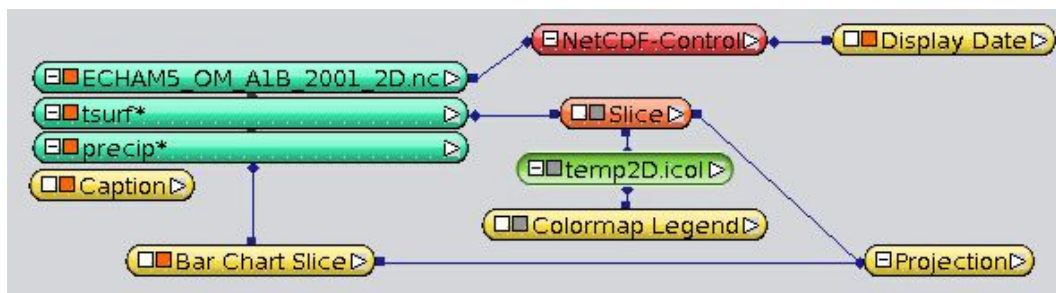 NetCDF-Control
Display Date
ECHAM5_OM_A1B_2001_2D.nc
tsurf*
Slice
precip*
temp2D.icol
Caption
Colormap Legend
Bar Chart Slice
Projection